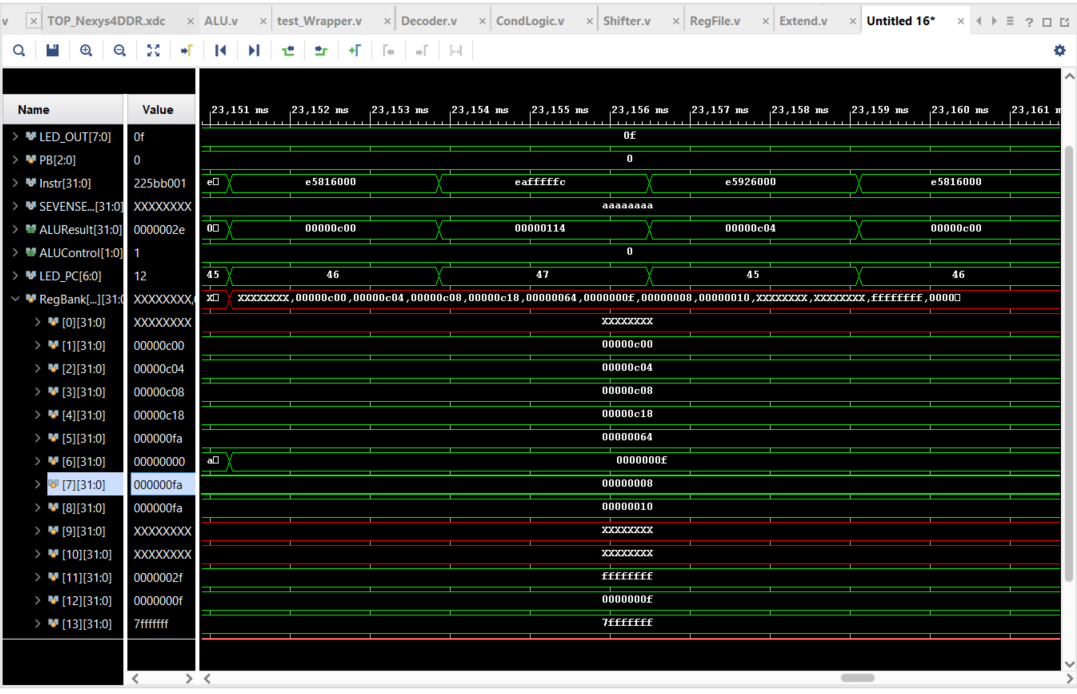 v TOP_Nexys4DDR.xdc ALU.v test_Wrapper.v Decoder.v CondLogic.v Shifter.v RegFile.v Extend.v Untitled 16*
Name Value 23,151 ms 23,152 ms 23,153 ms 23,154 ms 23,155 ms 23,156 ms 23,157 ms 23,158 ms 23,159 ms 23,160 ms 23,161 m
LED_OUT[7:0] 0f 0f
PB[2:0] 0 0
Instr[31:0] 225bb001 e e5816000 eafffffc e5926000 e5816000
SEVENSE...[31:0] XXXXXXXX aaaaaaaa
ALUResult[31:0] 0000002e 0 00000c00 00000114 00000c04 00000c00
ALUControl[1:0] 1 0
LED_PC[6:0] 12 45 46 47 45 46
RegBank[...][31:0 XXXXXXXX, X XXXXXXXX,00000c00,00000c04,00000c08,00000c18,00000064,0000000f,00000008,00000010,XXXXXXXX,XXXXXXXX,ffffffff,0000
[0][31:0] XXXXXXXX XXXXXXXX
[1][31:0] 00000c00 00000c00
[2][31:0] 00000c04 00000c04
[3][31:0] 00000c08 00000c08
[4][31:0] 00000c18 00000c18
[5][31:0] 000000fa 00000064
[6][31:0] 00000000 a 0000000f
[7][31:0] 000000fa 00000008
[8][31:0] 000000fa 00000010
[9][31:0] XXXXXXXX XXXXXXXX
[10][31:0] XXXXXXXX XXXXXXXX
[11][31:0] 0000002f ffffffff
[12][31:0] 0000000f 0000000f
[13][31:0] 7fffffff 7fffffff